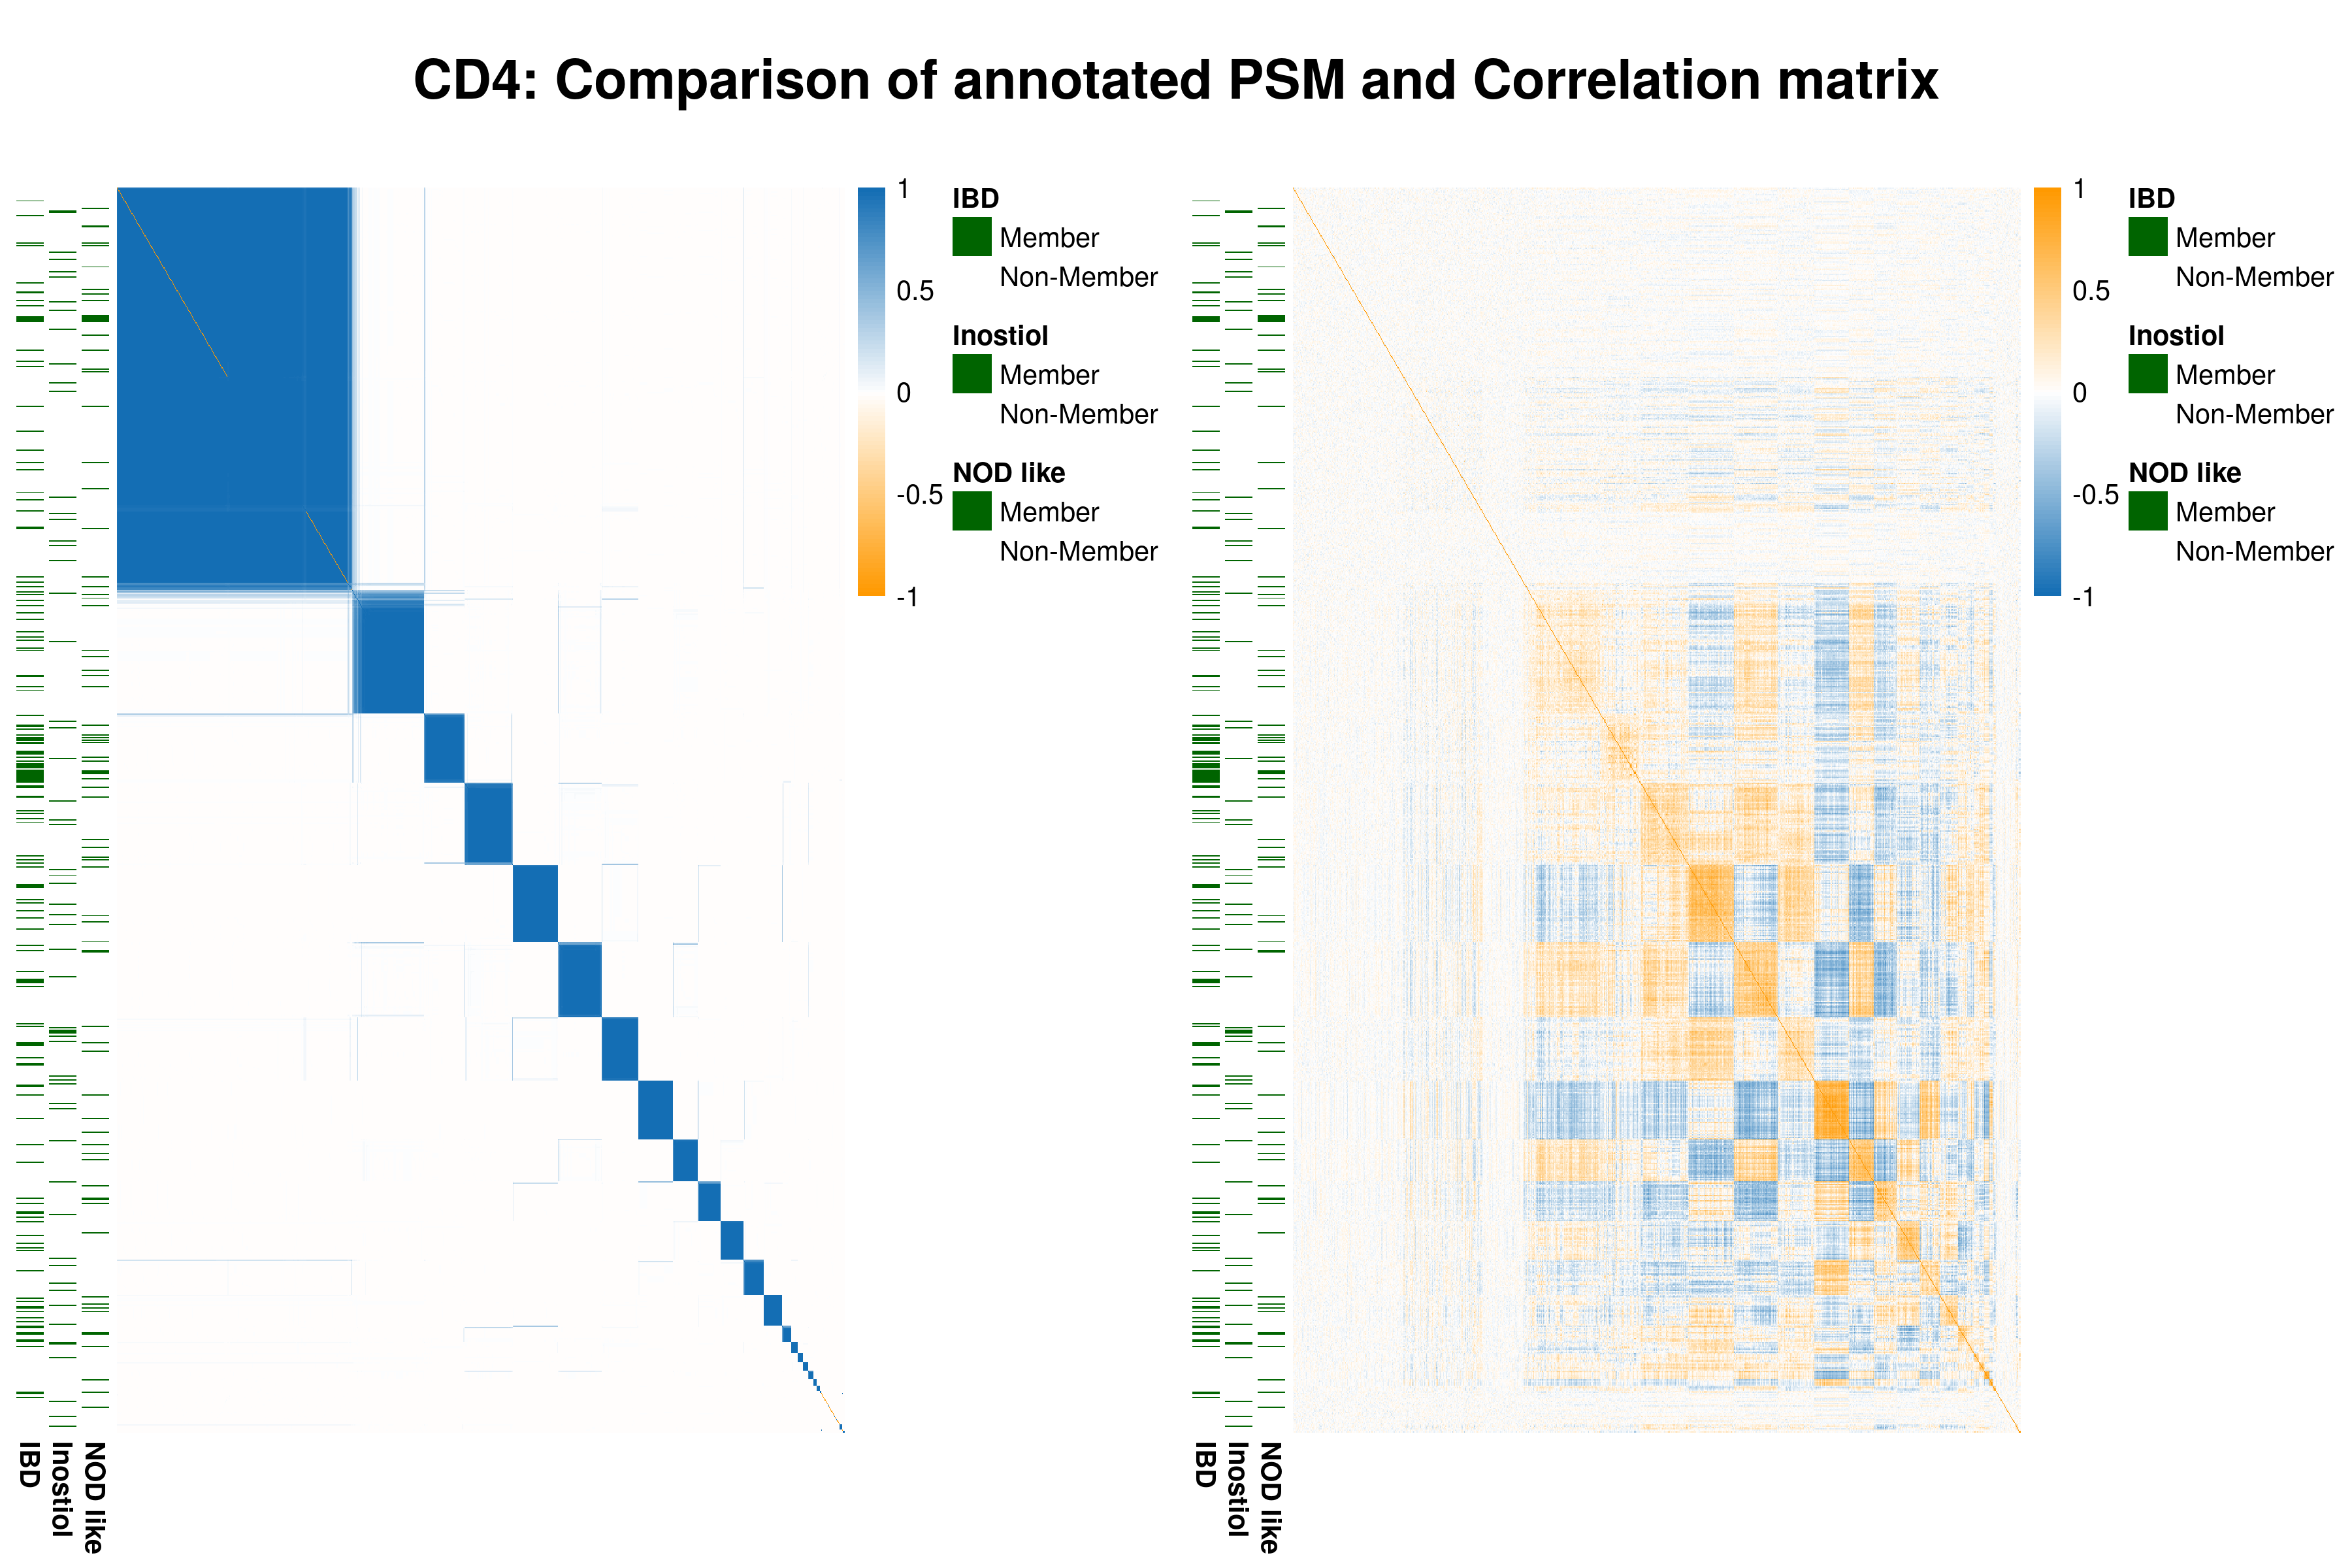 CD4: Comparison of annotated PSM and Correlation matrix
1
0.5
0
-0.5
-1
IBD
Member
Non-Member
Inostiol
Member
Non-Member
NOD like
Member
Non-Member
IBD
Inostiol
NOD like
1
0.5
0
-0.5
-1
IBD
Member
Non-Member
Inostiol
Member
Non-Member
NOD like
Member
Non-Member
IBD
Inostiol
NOD like